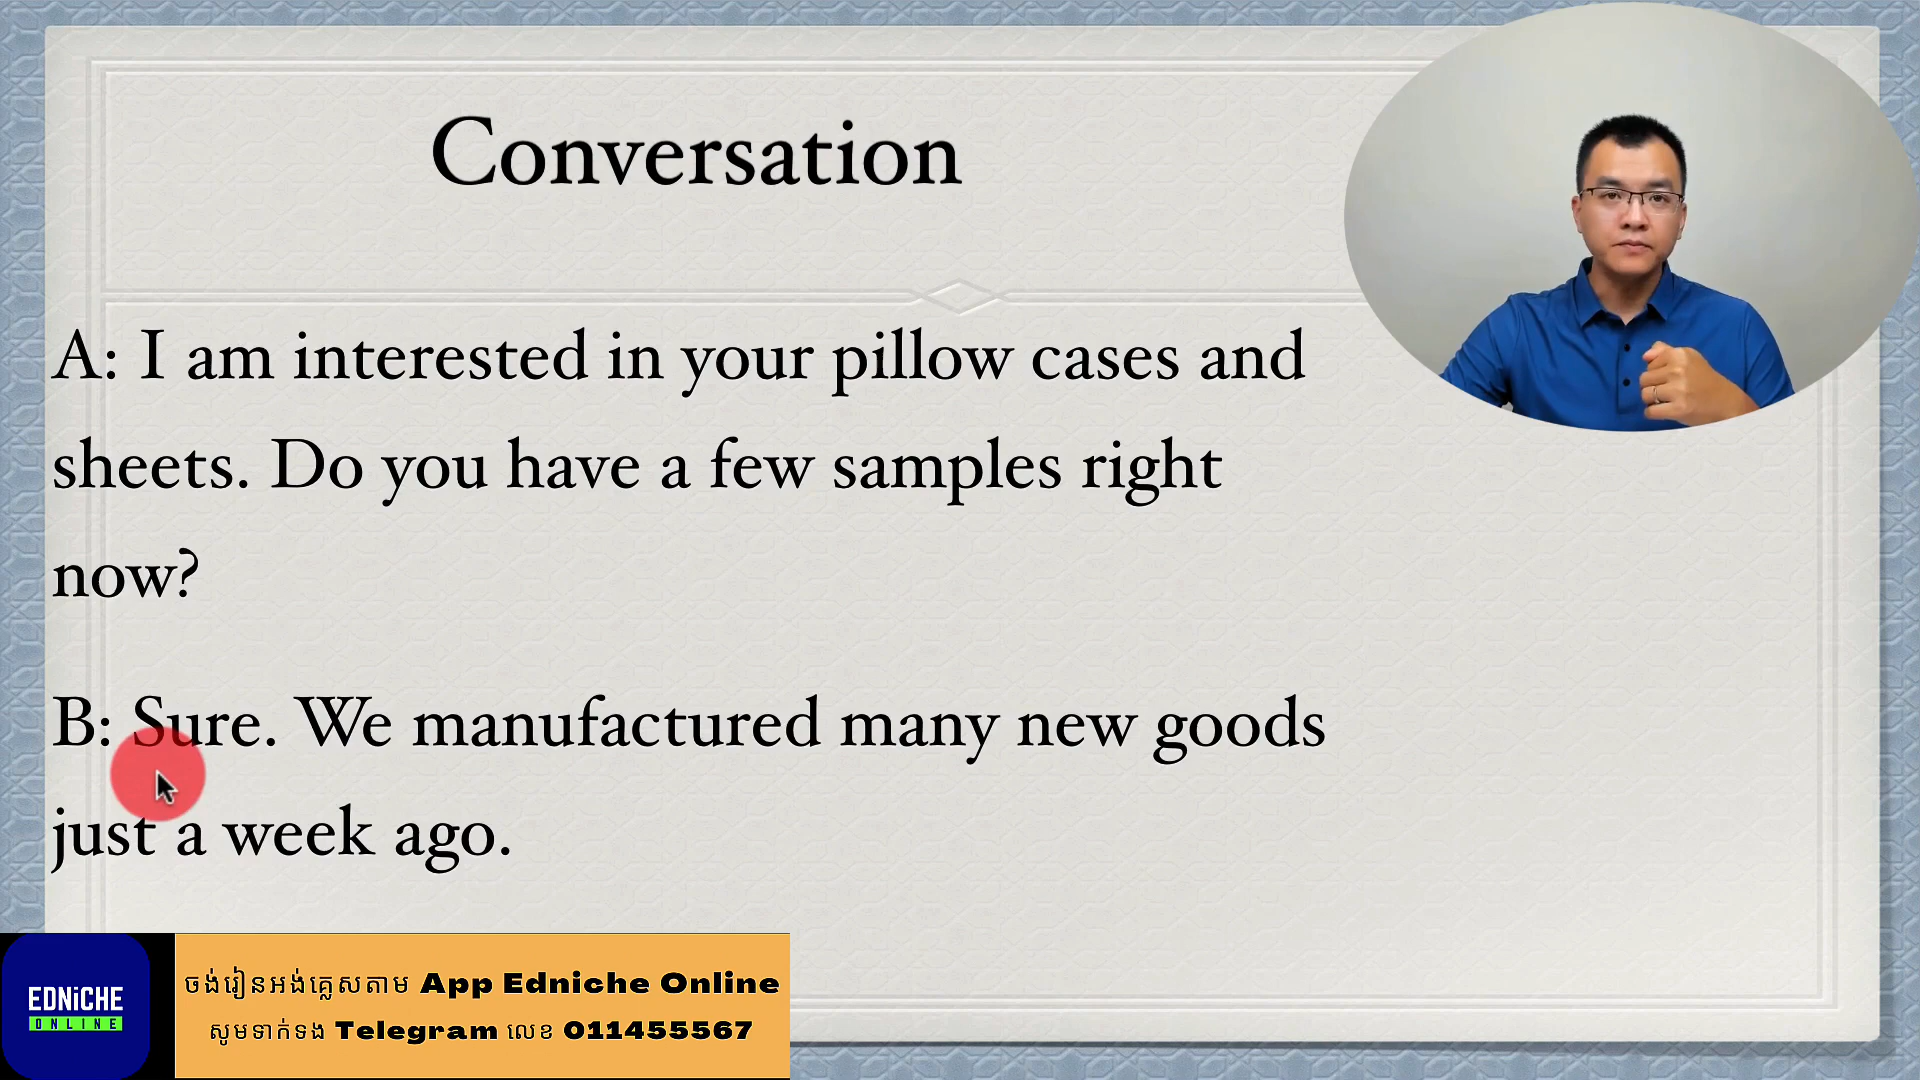 Conversation
A: I am interested in your pillow cases and
sheets. Do you have a few samples right
now?
B: Sure. We manufactured many new goods
just a week ago.
EDNiCHE
ONLINE
ចង់រៀនអង់គ្លេសតាម App Edniche Online
សូមទាក់ទង Telegram លេខ 011455567